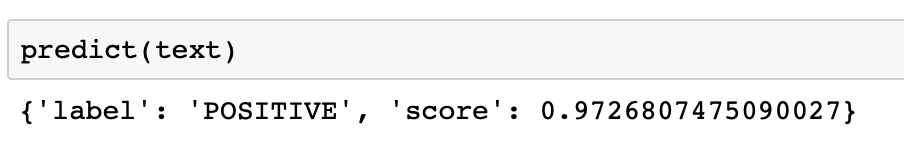 predict(text)
{'label': 'POSITIVE', 'score': 0.9726807475090027}